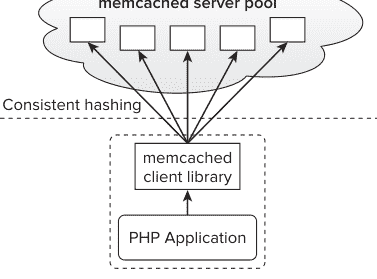 memcached server pool
Consistent hashing
memcached
client library
PHP Application